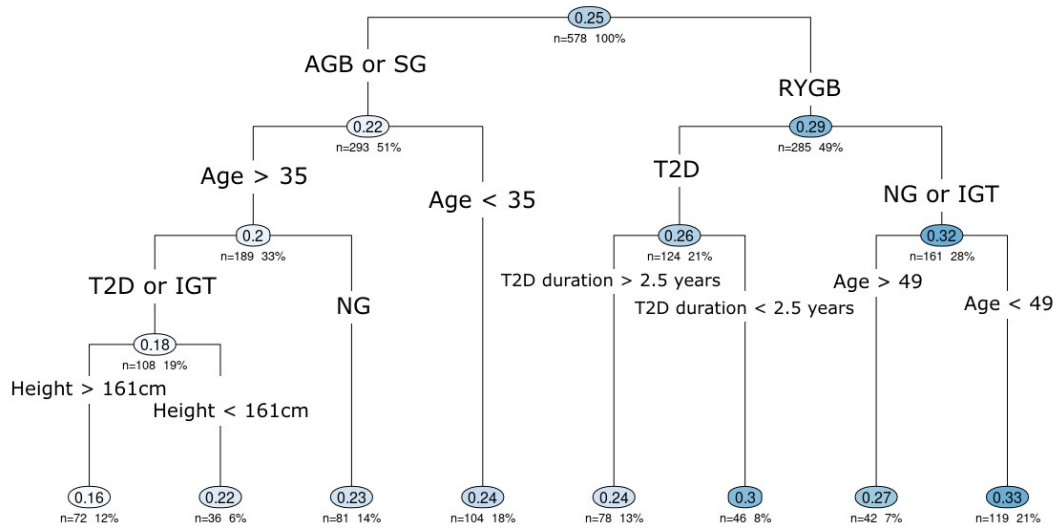 0.25
n=578 100%
AGB or SG
RYGB
0.22
n=293 51%
0.29
n=285 49%
Age > 35
Age < 35
T2D
NG or IGT
0.2
n=189 33%
0.26
n=124 21%
0.32
n=161 28%
T2D or IGT
NG
T2D duration > 2.5 years
T2D duration < 2.5 years
Age > 49
Age < 49
0.18
n=108 19%
Height > 161cm
Height < 161cm
0.16
n=72 12%
0.22
n=36 6%
0.23
n=81 14%
0.24
n=104 18%
0.24
n=78 13%
0.3
n=46 8%
0.27
n=42 7%
0.33
n=119 21%